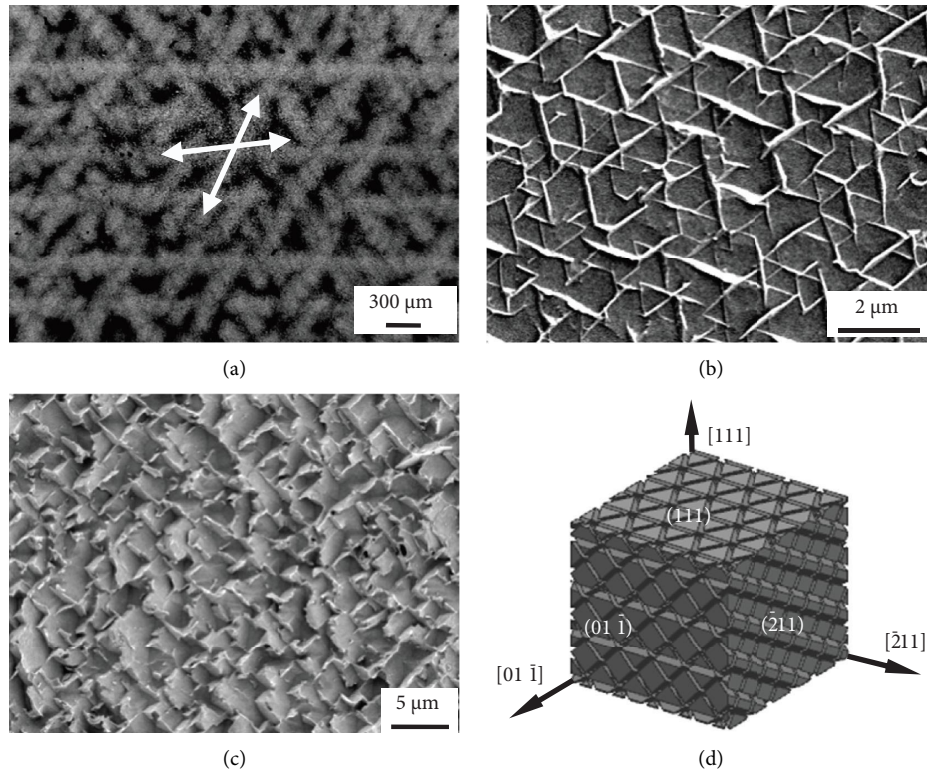 300 µm
(a)
2 µm
(b)
5 µm
(c)
[111]
(111)
(01 1̄)
(2̄11)
[2̄11]
[01 1̄]
(d)